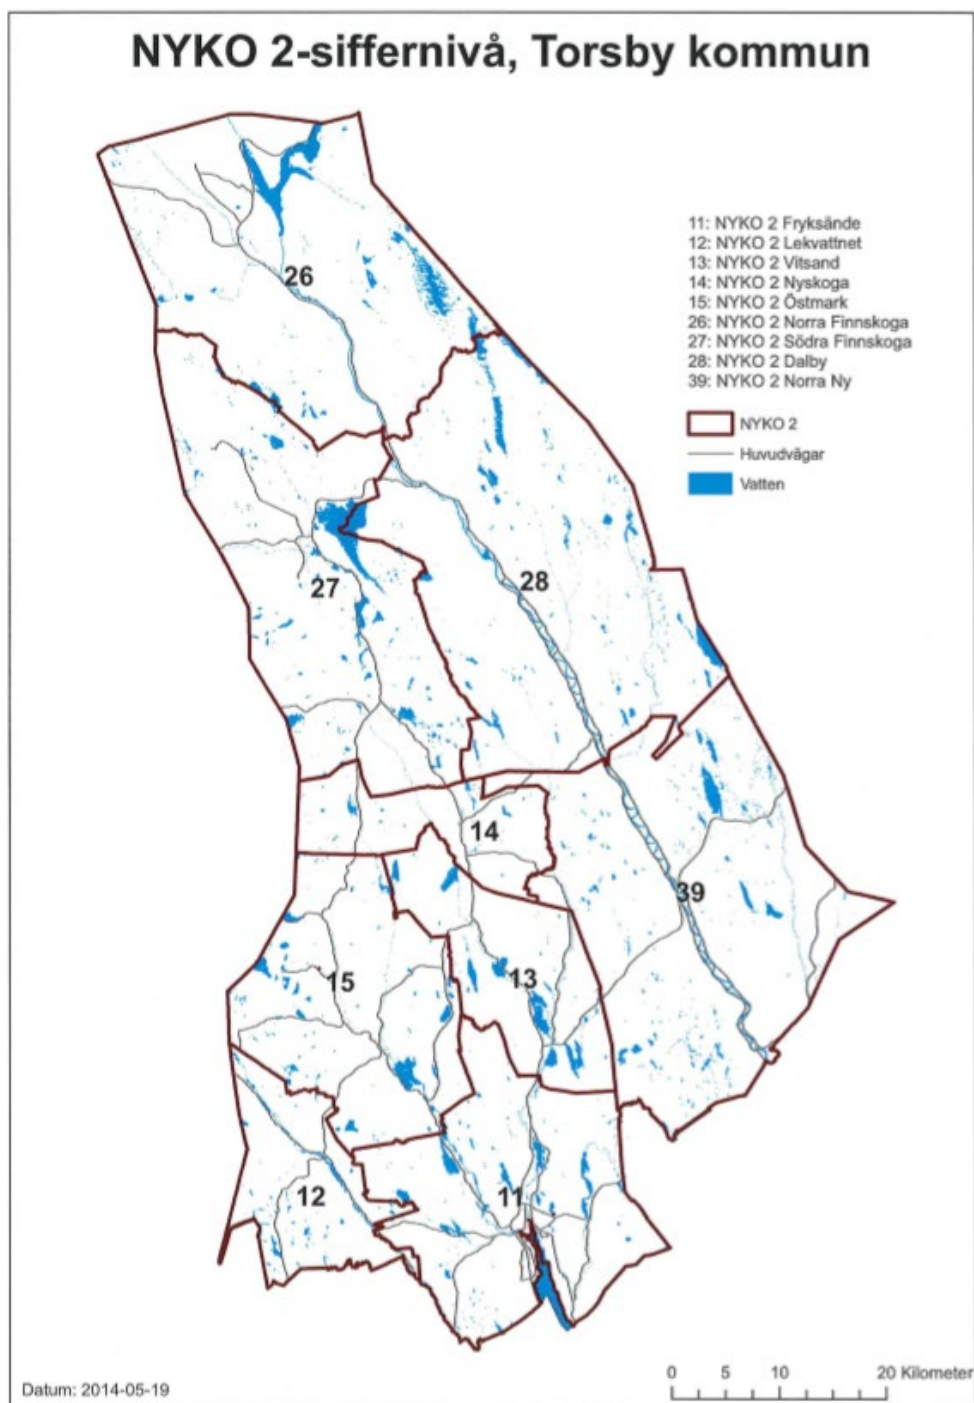 NYKO 2-siffernivå, Torsby kommun
11: NYKO 2 Fryksände
12: NYKO 2 Lekvattnet
13: NYKO 2 Vitsand
14: NYKO 2 Nyskoga
15: NYKO 2 Östmark
26: NYKO 2 Norra Finnskoga
27: NYKO 2 Södra Finnskoga
28: NYKO 2 Dalby
39: NYKO 2 Norra Ny
NYKO 2
Huvudvägar
Vatten
26
27
28
14
39
15
13
12
11
0 5 10 20 Kilometer
Datum: 2014-05-19